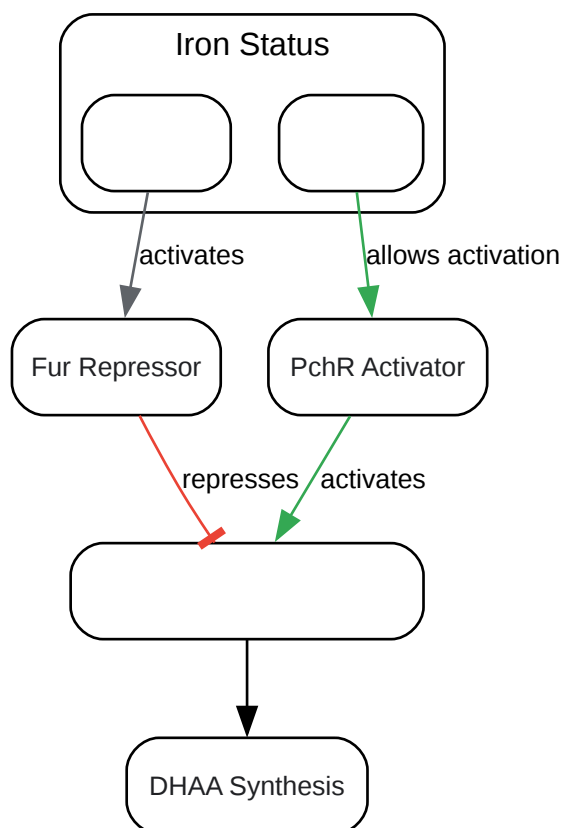 Iron Status
activates
allows activation
Fur Repressor
PchR Activator
represses
activates
DHAA Synthesis